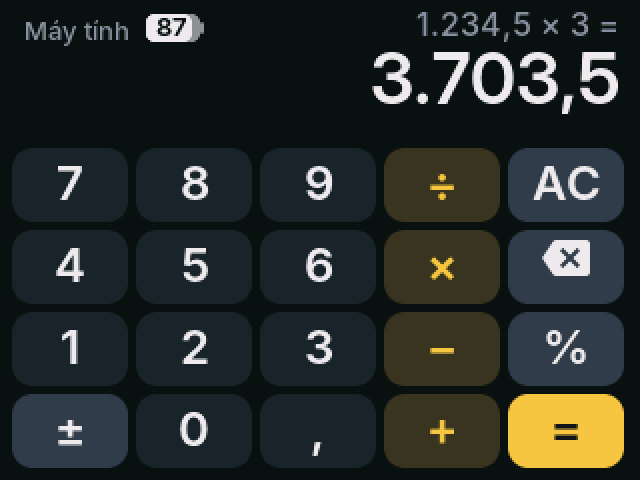 Máy tính 87
1.234,5 × 3 =
3.703,5
7 8 9 ÷ AC
4 5 6 ×
1 2 3 − %
± 0 , + =